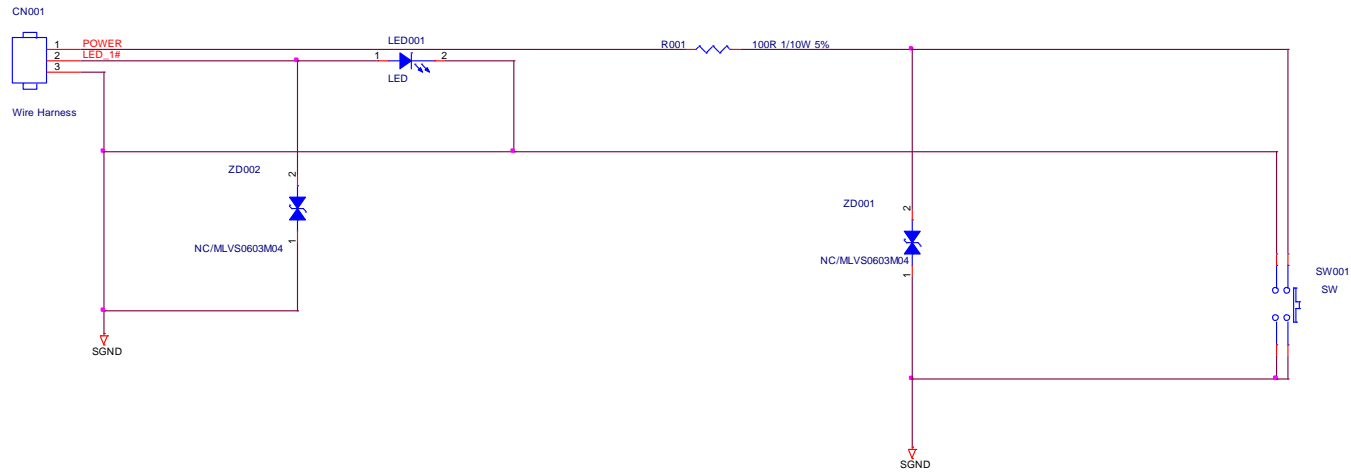 CN001
1 POWER
2 LED_1#
3
Wire Harness
LED001
1 2
LED
R001 100R 1/10W 5%
ZD002
2
1
NC/MLVS0603M04
SGND
ZD001
2
1
NC/MLVS0603M04
SGND
SW001
SW